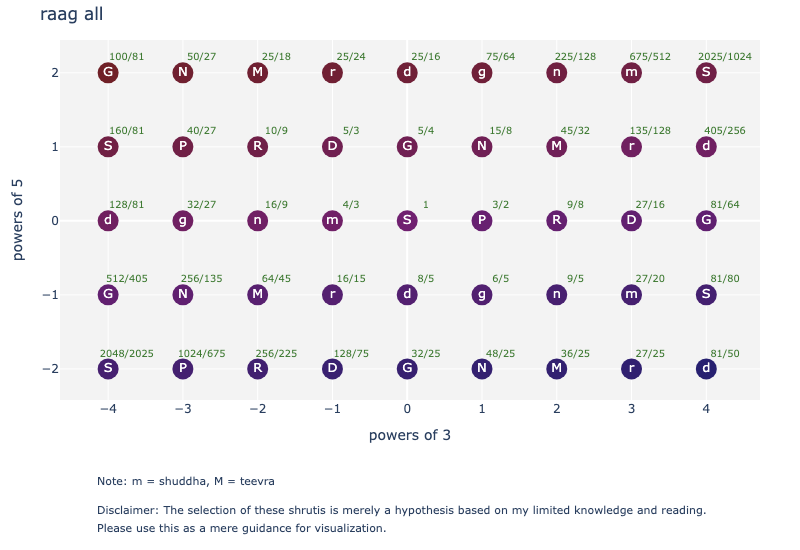 raag all
100/81 50/27 25/18 25/24 25/16 75/64 225/128 675/512 2025/1024
2 G N M r d g n m S
160/81 40/27 10/9 5/3 5/4 15/8 45/32 135/128 405/256
1 S P R D G N M r d
128/81 32/27 16/9 4/3 1 3/2 9/8 27/16 81/64
0 d g n m S P R D G
512/405 256/135 64/45 16/15 8/5 6/5 9/5 27/20 81/80
−1 G N M r d g n m S
2048/2025 1024/675 256/225 128/75 32/25 48/25 36/25 27/25 81/50
−2 S P R D G N M r d
−4 −3 −2 −1 0 1 2 3 4
powers of 5
powers of 3
Note: m = shuddha, M = teevra
Disclaimer: The selection of these shrutis is merely a hypothesis based on my limited knowledge and reading.
Please use this as a mere guidance for visualization.